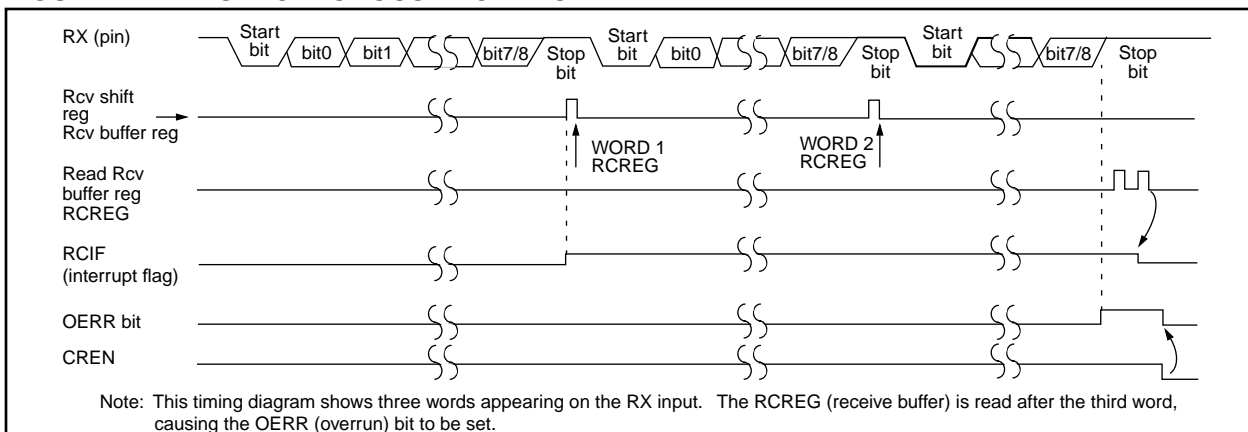 RX (pin)
Start bit
bit0
bit1
bit7/8
Stop bit
Start bit
bit0
bit7/8
Stop bit
Start bit
bit7/8
Stop bit
Rcv shift
reg
Rcv buffer reg
WORD 1
RCREG
WORD 2
RCREG
Read Rcv
buffer reg
RCREG
RCIF
(interrupt flag)
OERR bit
CREN
Note: This timing diagram shows three words appearing on the RX input. The RCREG (receive buffer) is read after the third word,
causing the OERR (overrun) bit to be set.